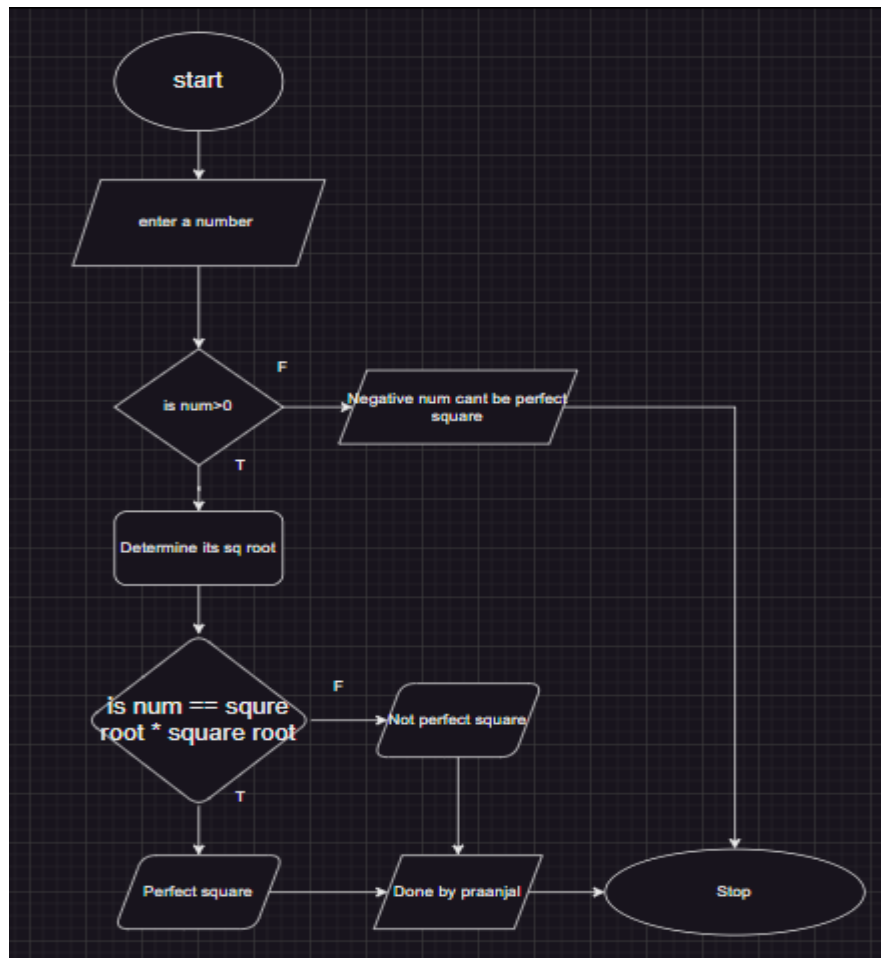 start
enter a number
is num>0
F
Negative num cant be perfect
square
T
Determine its sq root
is num == squre
root * square root
F
Not perfect square
T
Perfect square
Done by praanjal
Stop